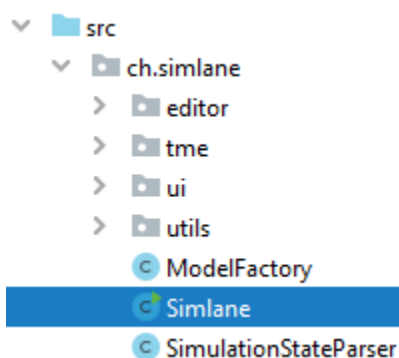 src
ch.simlane
editor
tme
ui
utils
ModelFactory
Simlane
SimulationStateParser